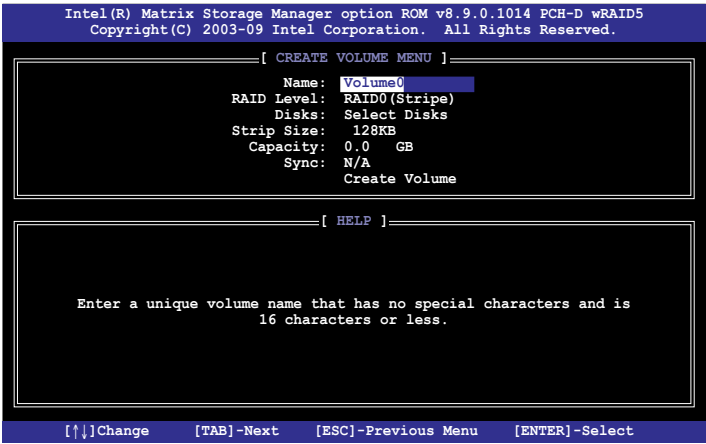 Intel(R) Matrix Storage Manager option ROM v8.9.0.1014 PCH-D wRAID5
Copyright(C) 2003-09 Intel Corporation.  All Rights Reserved.
[ CREATE VOLUME MENU ]
Name: Volume0
RAID Level: RAID0(Stripe)
Disks: Select Disks
Strip Size: 128KB
Capacity: 0.0 GB
Sync: N/A
Create Volume
[ HELP ]
Enter a unique volume name that has no special characters and is
16 characters or less.
[↑↓]Change [TAB]-Next [ESC]-Previous Menu [ENTER]-Select